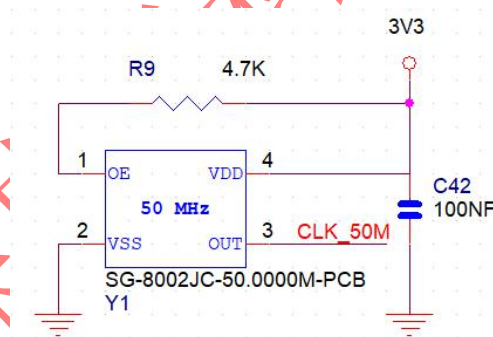 3V3
R9 4.7K
1 OE VDD 4
50 MHz
2 VSS OUT 3 CLK_50M
C42
100NF
SG-8002JC-50.0000M-PCB
Y1